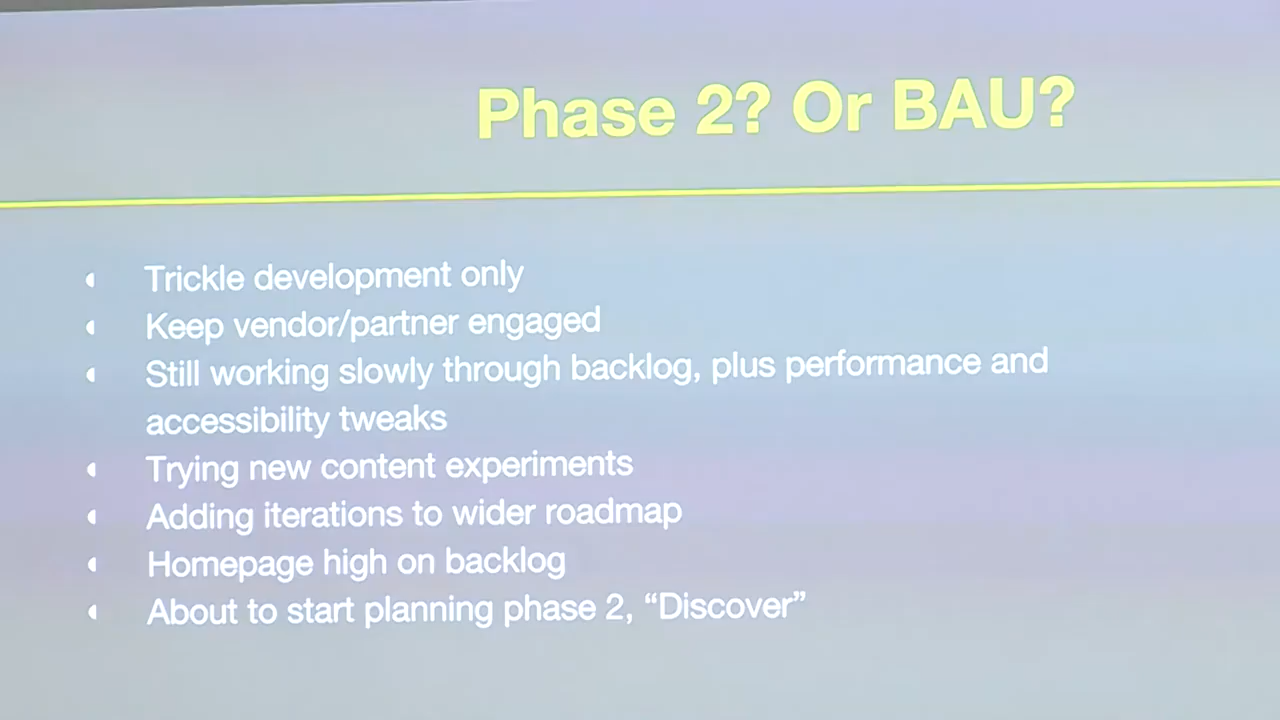 Phase 2? Or BAU?
Trickle development only
Keep vendor/partner engaged
Still working slowly through backlog, plus performance and
accessibility tweaks
Trying new content experiments
Adding iterations to wider roadmap
Homepage high on backlog
About to start planning phase 2, “Discover”